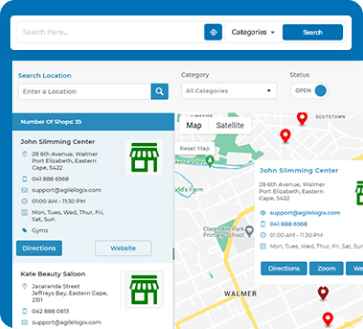 Search Here...
Categories
Search
Search Location
Enter a Location
Category
All Categories
Status
OPEN
Number Of Shops: 35
John Slimming Center
28 6th Avenue, Walmer
Port Elizabeth, Eastern
Cape, 5422
041 888 6568
support@agilelogix.com
01:00 AM - 11:30 PM
Mon, Tues, Wed, Thur, Fri,
Sat, Sun
Gyms
Directions
Website
Kate Beauty Saloon
Jacaranda Street
Jeffreys Bay, Eastern Cape,
2311
042 888 0813
support@agilelogix.com
Map
Satellite
Reset Map
SCOTSTOWN
Clarendon Park
Primary School
WALMER
John Slimming Center
28 6th Avenue, Walmer
Port Elizabeth, Eastern
Cape, 5422
support@agilelogix.com
041 888 6568
01:00 AM - 11:30 PM
Mon, Tues, Wed, Thur, Fri,
Directions
Zoom
We